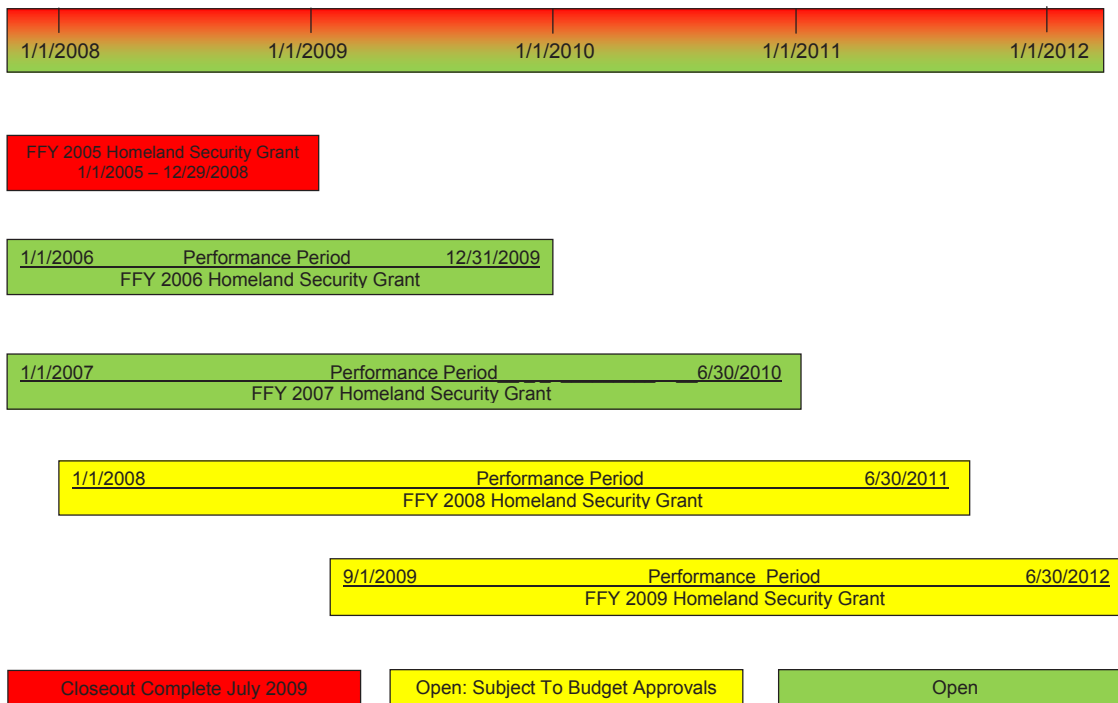 1/1/2008 1/1/2009 1/1/2010 1/1/2011 1/1/2012
FFY 2005 Homeland Security Grant
1/1/2005 – 12/29/2008
1/1/2006 Performance Period 12/31/2009
FFY 2006 Homeland Security Grant
1/1/2007 Performance Period 6/30/2010
FFY 2007 Homeland Security Grant
1/1/2008 Performance Period 6/30/2011
FFY 2008 Homeland Security Grant
9/1/2009 Performance Period 6/30/2012
FFY 2009 Homeland Security Grant
Closeout Complete July 2009 Open: Subject To Budget Approvals Open